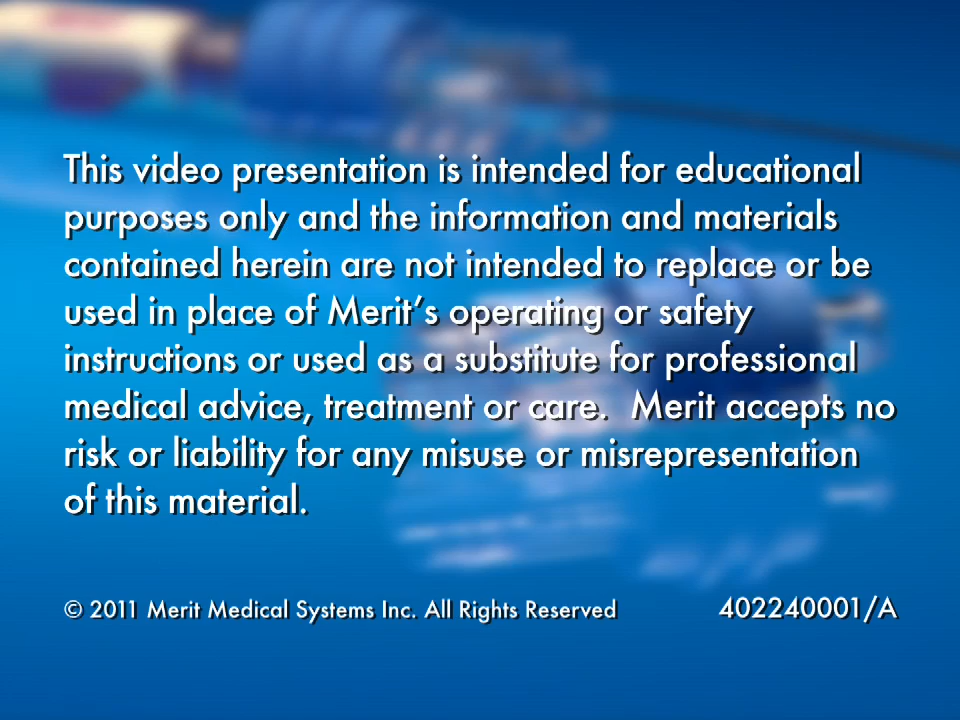 This video presentation is intended for educational
purposes only and the information and materials
contained herein are not intended to replace or be
used in place of Merit's operating or safety
instructions or used as a substitute for professional
medical advice, treatment or care.  Merit accepts no
risk or liability for any misuse or misrepresentation
of this material.
© 2011 Merit Medical Systems Inc. All Rights Reserved 402240001/A